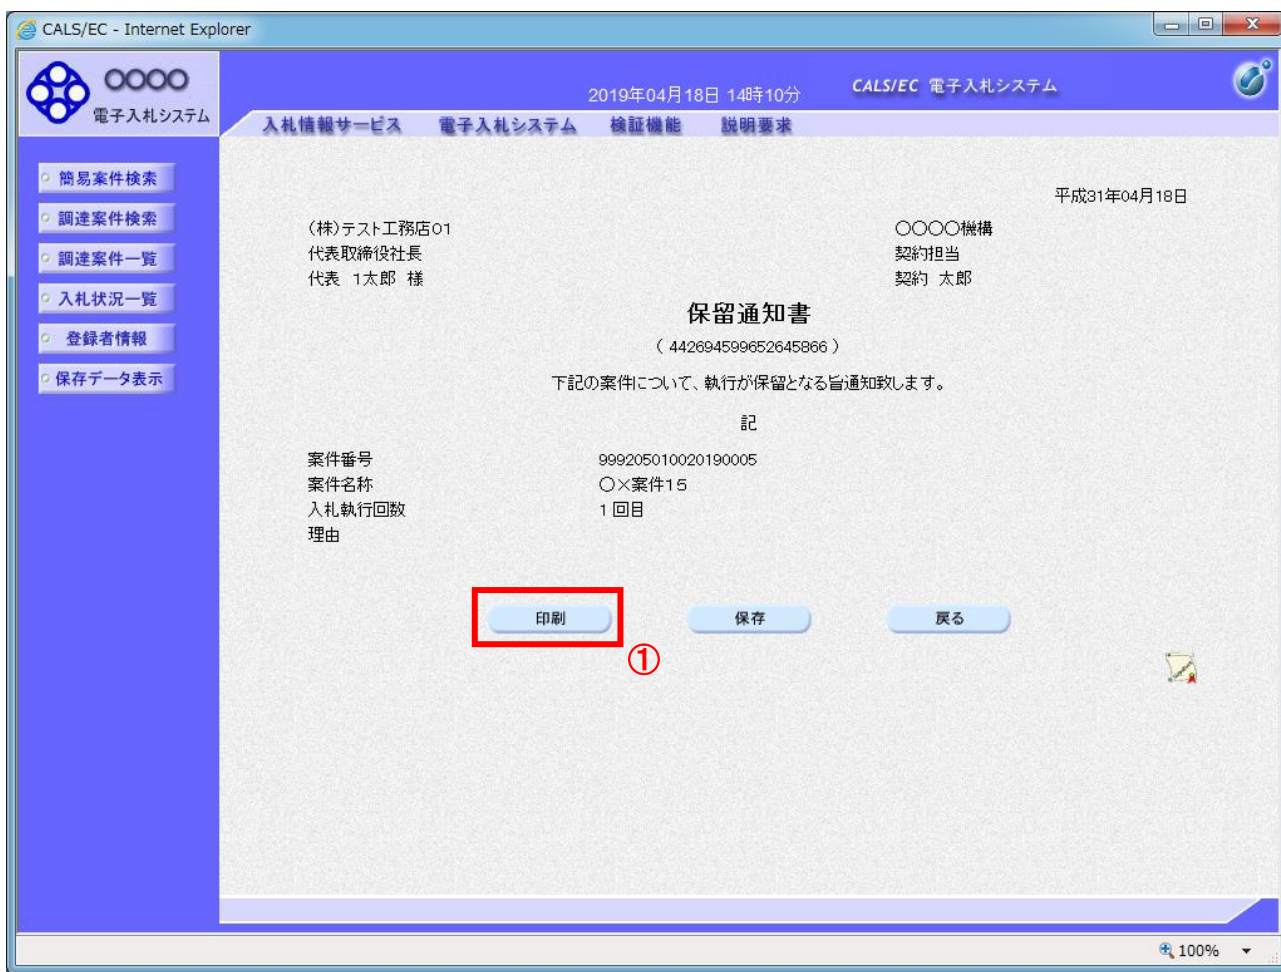 CALS/EC - Internet Explorer
〇〇〇〇
電子入札システム
2019年04月18日 14時10分
CALS/EC 電子入札システム
入札情報サービス 電子入札システム 検証機能 説明要求
簡易案件検索
調達案件検索
調達案件一覧
入札状況一覧
登録者情報
保存データ表示
平成31年04月18日
(株)テスト工務店01
代表取締役社長
代表 1太郎 様
〇〇〇〇機構
契約担当
契約 太郎
保留通知書
( 442694599652645866 )
下記の案件について、執行が保留となる旨通知致します。
記
案件番号 999205010020190005
案件名称 〇×案件15
入札執行回数 1回目
理由
印刷 保存 戻る
①
100%